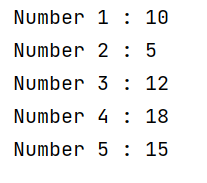 Number 1 : 10
Number 2 : 5
Number 3 : 12
Number 4 : 18
Number 5 : 15